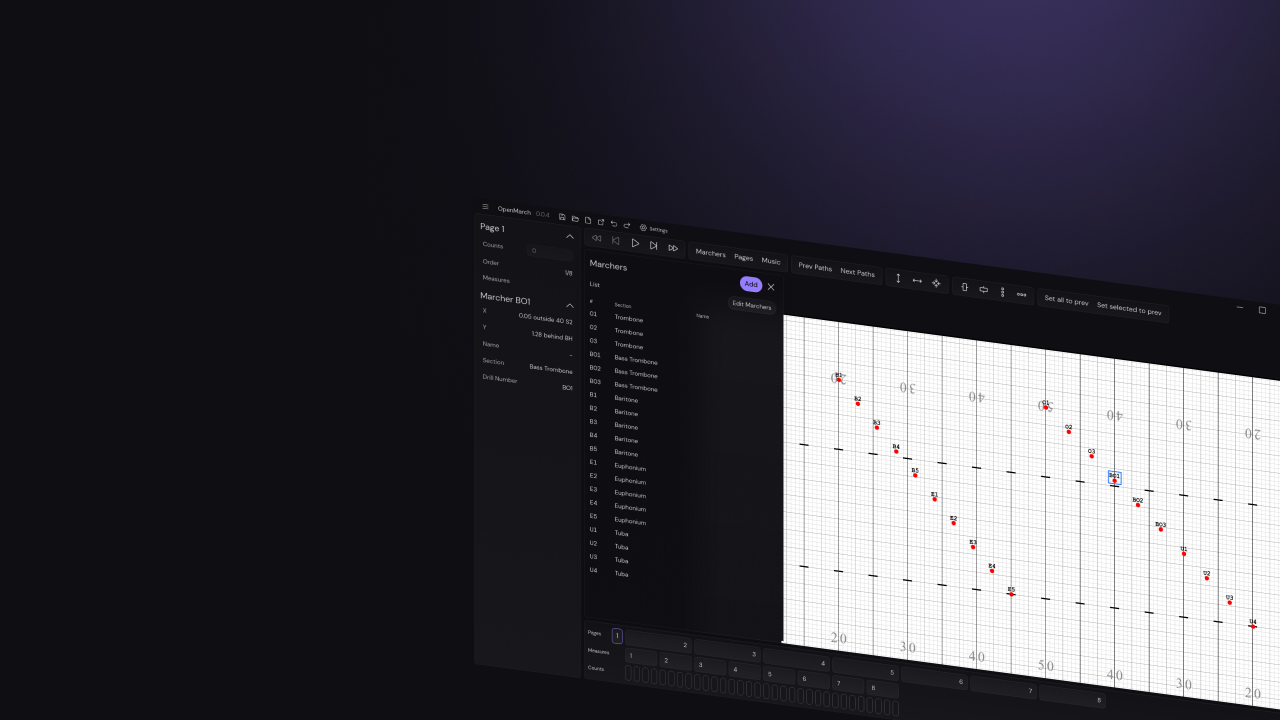 OpenMarch 0.0.4
Settings
Page 1
Counts 0
Order 1/8
Measures
Marcher BO1
X 0.05 outside 40 S2
Y 1.28 behind BH
Name -
Section Bass Trombone
Drill Number BO1
Marchers Pages Music
Prev Paths Next Paths
Set all to prev Set selected to prev
Marchers
List
Add
Edit Marchers
# Section Name
O1 Trombone
O2 Trombone
O3 Trombone
BO1 Bass Trombone
BO2 Bass Trombone
BO3 Bass Trombone
B1 Baritone
B2 Baritone
B3 Baritone
B4 Baritone
B5 Baritone
E1 Euphonium
E2 Euphonium
E3 Euphonium
E4 Euphonium
E5 Euphonium
U1 Tuba
U2 Tuba
U3 Tuba
U4 Tuba
20 30 40 50 40 30 20
B1
B2
B3
B4
B5
E1
E2
E3
E4
E5
O1
O2
O3
BO1
BO2
BO3
U1
U2
U3
U4
20 30 40 50 40 30 20
Pages 1 2 3 4 5 6 7 8
Measures 1 2 3 4 5 6 7 8
Counts